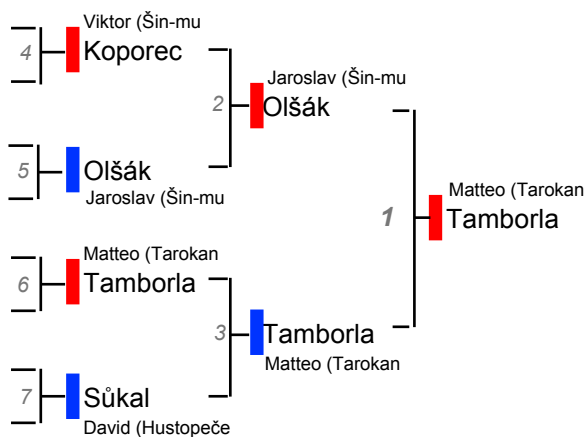 Viktor (Šin-mu
4
Koporec
2
Jaroslav (Šin-mu
Olšák
5
Olšák
Jaroslav (Šin-mu
1
Matteo (Tarokan
Tamborla
Matteo (Tarokan
6
Tamborla
3
Tamborla
Matteo (Tarokan
7
Sůkal
David (Hustopeče